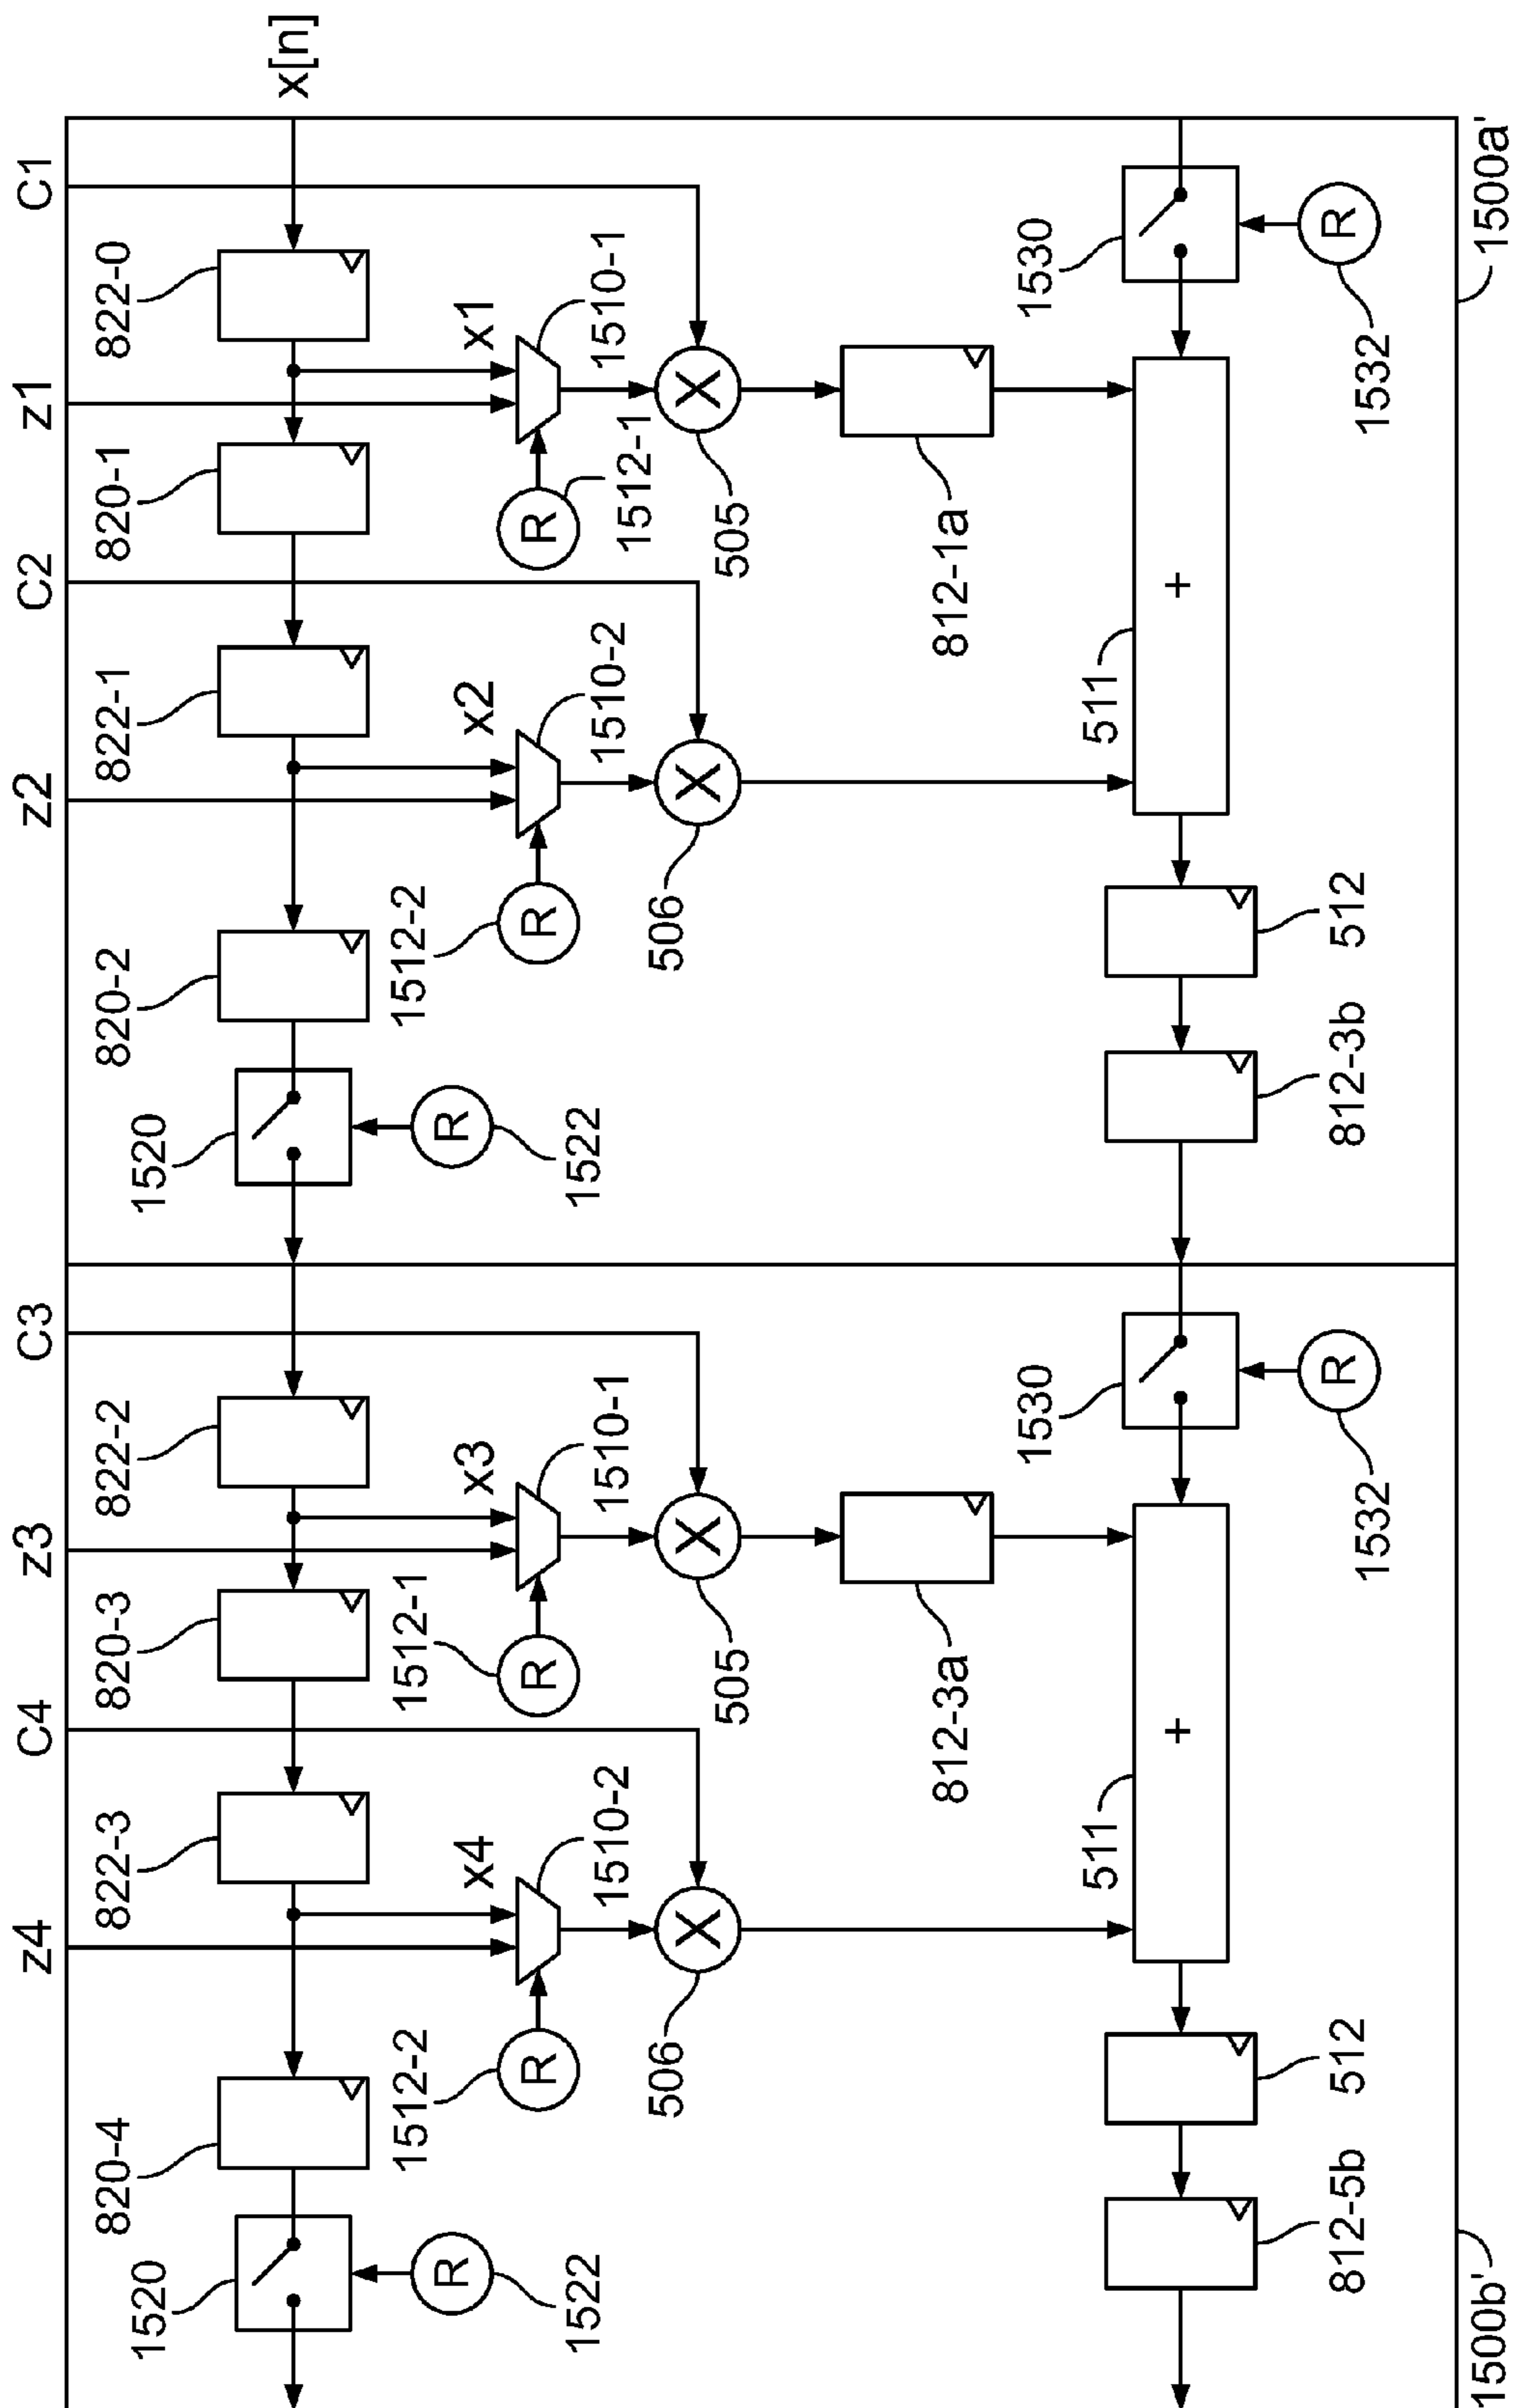 x[n]
C1
z1
C2
z2
C3
z3
C4
z4
822-0
820-1
822-1
820-2
1520
822-2
820-3
822-3
820-4
1520
x1
1510-1
R
1512-1
x2
1510-2
R
1512-2
R
1522
x3
1510-1
R
1512-1
x4
1510-2
R
1512-2
R
1522
X
505
X
506
X
505
X
506
812-1a
812-3a
1530
R
1532
+
511
512
812-3b
1530
R
1532
+
511
512
812-5b
1500a'
1500b'